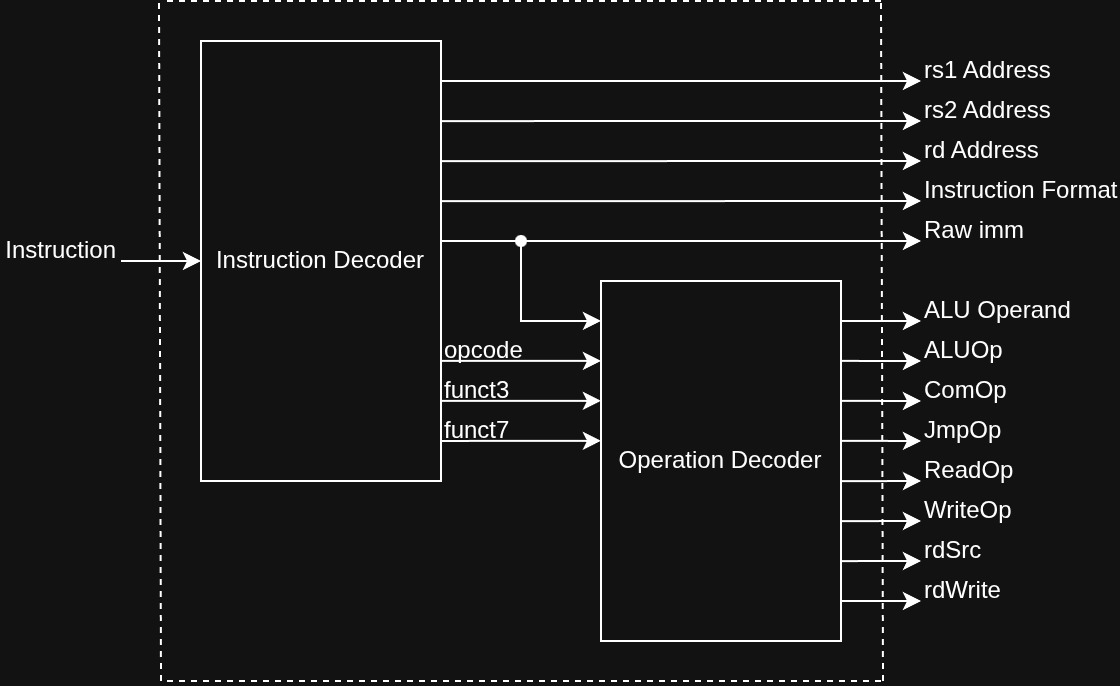 rs1 Address
rs2 Address
rd Address
Instruction Format
Raw imm
Instruction
Instruction Decoder
ALU Operand
opcode
ALUOp
funct3
ComOp
funct7
JmpOp
Operation Decoder
ReadOp
WriteOp
rdSrc
rdWrite